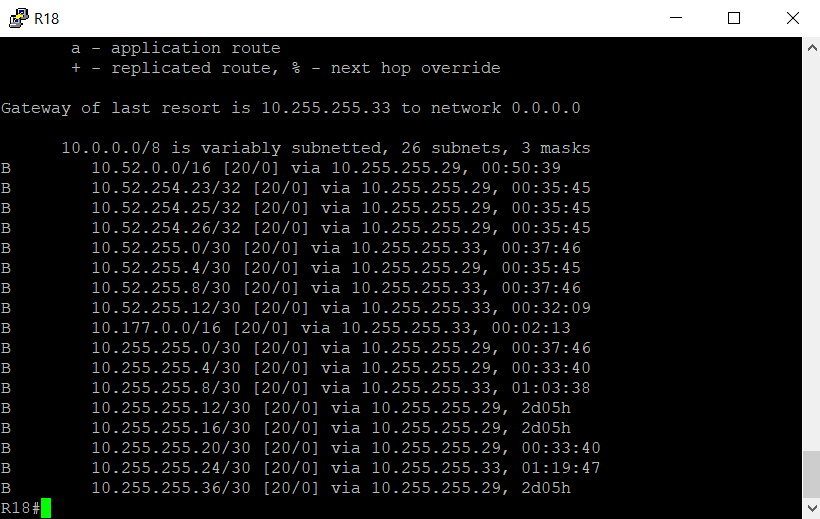 R18
a - application route
+ - replicated route, % - next hop override
Gateway of last resort is 10.255.255.33 to network 0.0.0.0
10.0.0.0/8 is variably subnetted, 26 subnets, 3 masks
B        10.52.0.0/16 [20/0] via 10.255.255.29, 00:50:39
B        10.52.254.23/32 [20/0] via 10.255.255.29, 00:35:45
B        10.52.254.25/32 [20/0] via 10.255.255.29, 00:35:45
B        10.52.254.26/32 [20/0] via 10.255.255.29, 00:35:45
B        10.52.255.0/30 [20/0] via 10.255.255.33, 00:37:46
B        10.52.255.4/30 [20/0] via 10.255.255.29, 00:35:45
B        10.52.255.8/30 [20/0] via 10.255.255.33, 00:37:46
B        10.52.255.12/30 [20/0] via 10.255.255.33, 00:32:09
B        10.177.0.0/16 [20/0] via 10.255.255.33, 00:02:13
B        10.255.255.0/30 [20/0] via 10.255.255.29, 00:37:46
B        10.255.255.4/30 [20/0] via 10.255.255.29, 00:33:40
B        10.255.255.8/30 [20/0] via 10.255.255.33, 01:03:38
B        10.255.255.12/30 [20/0] via 10.255.255.29, 2d05h
B        10.255.255.16/30 [20/0] via 10.255.255.29, 2d05h
B        10.255.255.20/30 [20/0] via 10.255.255.29, 00:33:40
B        10.255.255.24/30 [20/0] via 10.255.255.33, 01:19:47
B        10.255.255.36/30 [20/0] via 10.255.255.29, 2d05h
R18#